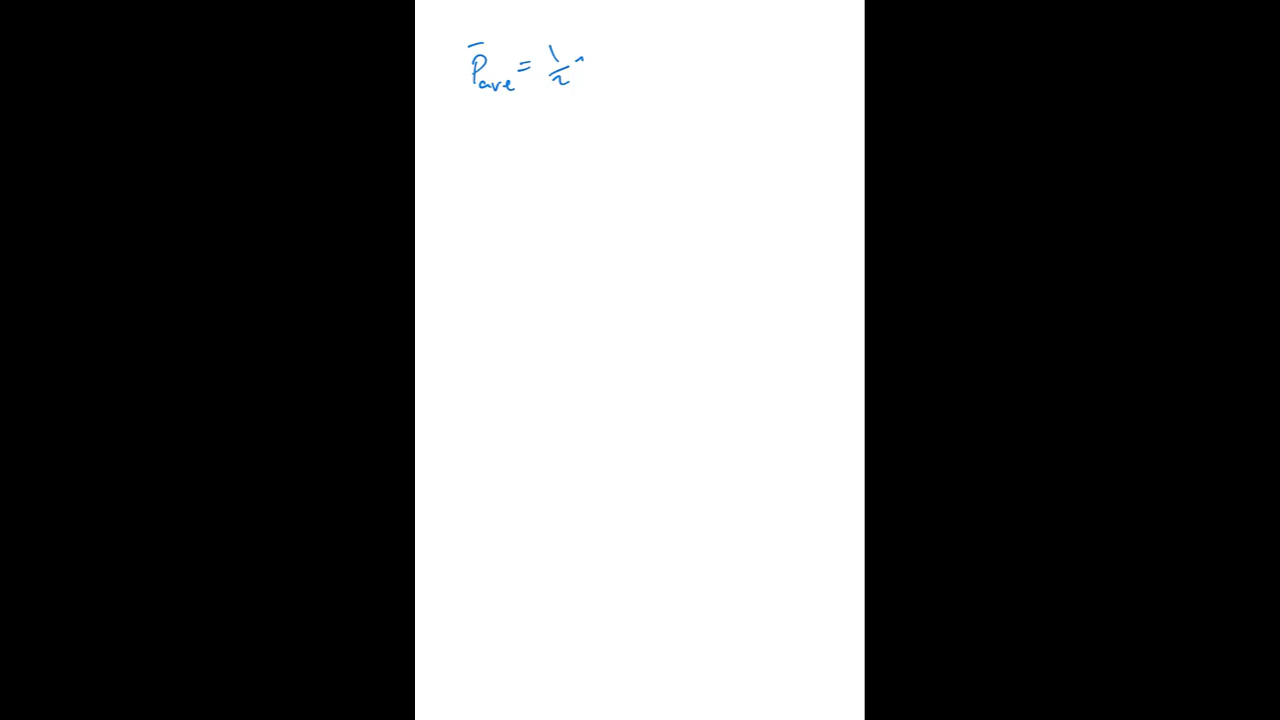 P̄ave = 1/2